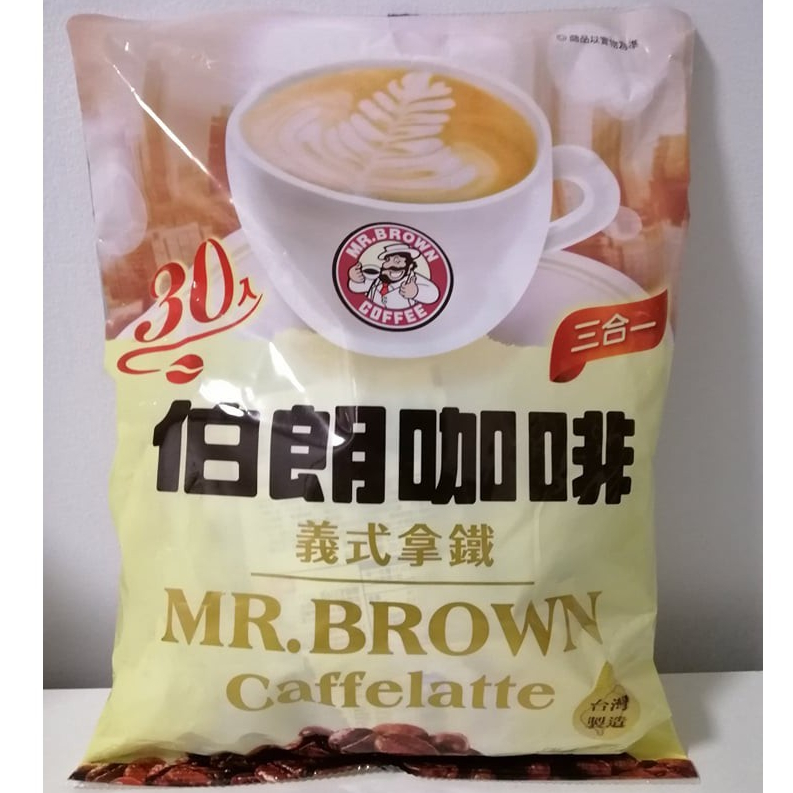 ◎商品以實物為準
MR.BROWN
COFFEE
30入
三合一
伯朗咖啡
義式拿鐵
MR.BROWN
Caffelatte
台灣
製造